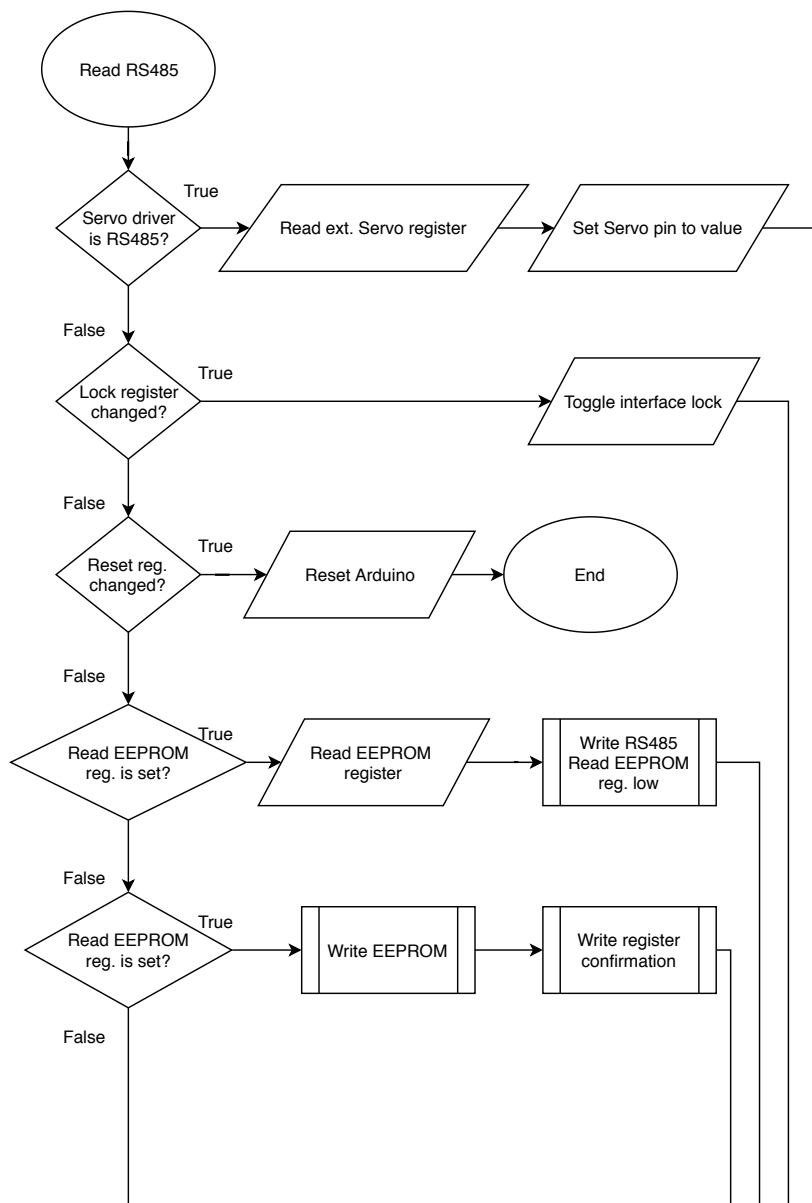 Read RS485
True
Servo driver
is RS485?
Read ext. Servo register
Set Servo pin to value
False
True
Lock register
changed?
Toggle interface lock
False
True
Reset reg.
changed?
Reset Arduino
End
False
True
Read EEPROM
reg. is set?
Read EEPROM
register
Write RS485
Read EEPROM
reg. low
False
True
Read EEPROM
reg. is set?
Write EEPROM
Write register
confirmation
False